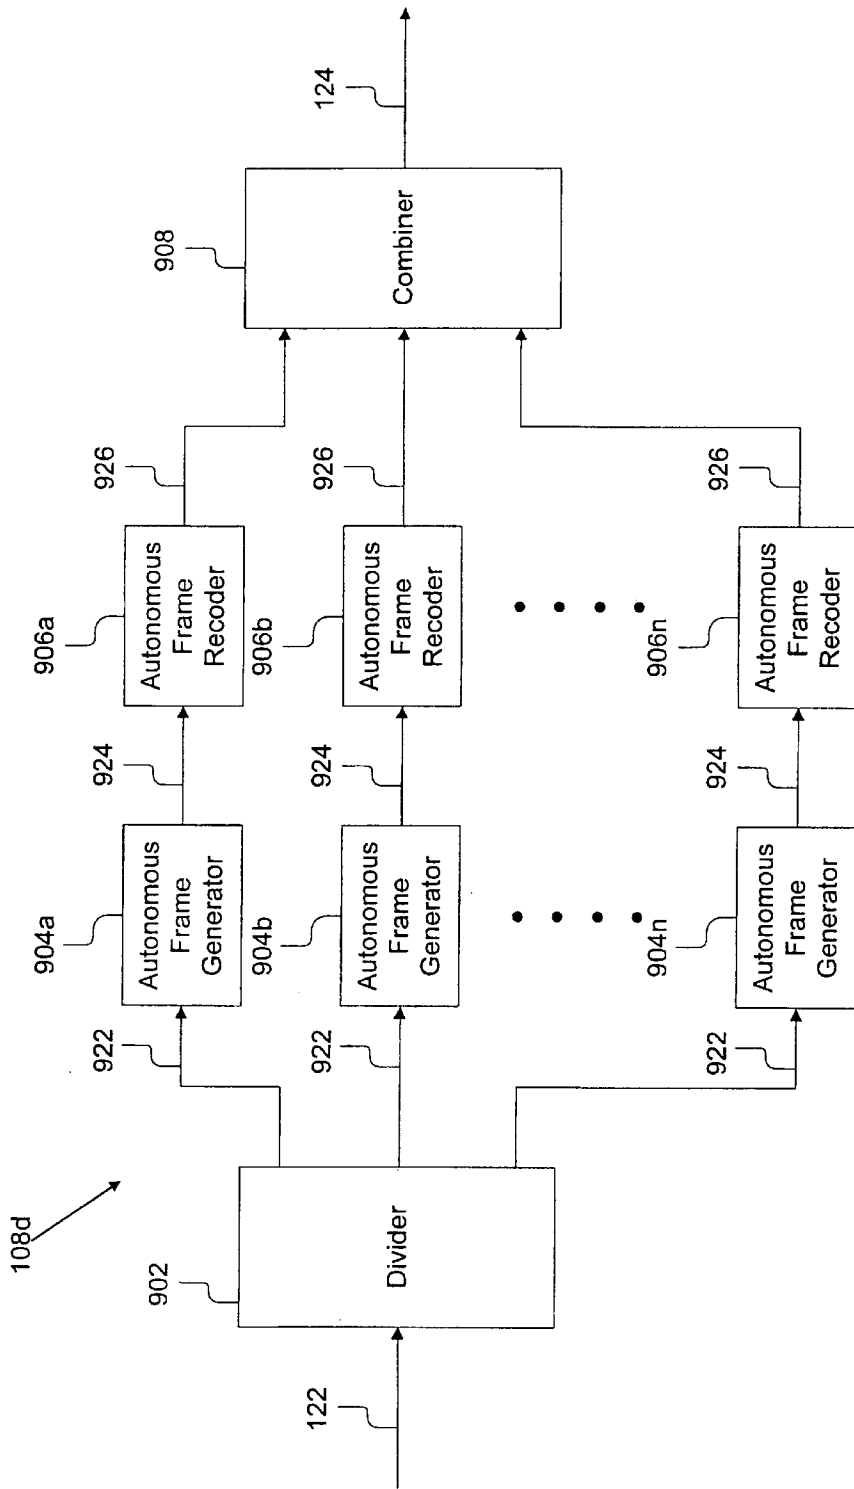 108d
122
902
Divider
922
904a
Autonomous
Frame
Generator
924
906a
Autonomous
Frame
Recoder
926
922
904b
Autonomous
Frame
Generator
924
906b
Autonomous
Frame
Recoder
926
922
904n
Autonomous
Frame
Generator
924
906n
Autonomous
Frame
Recoder
926
908
Combiner
124